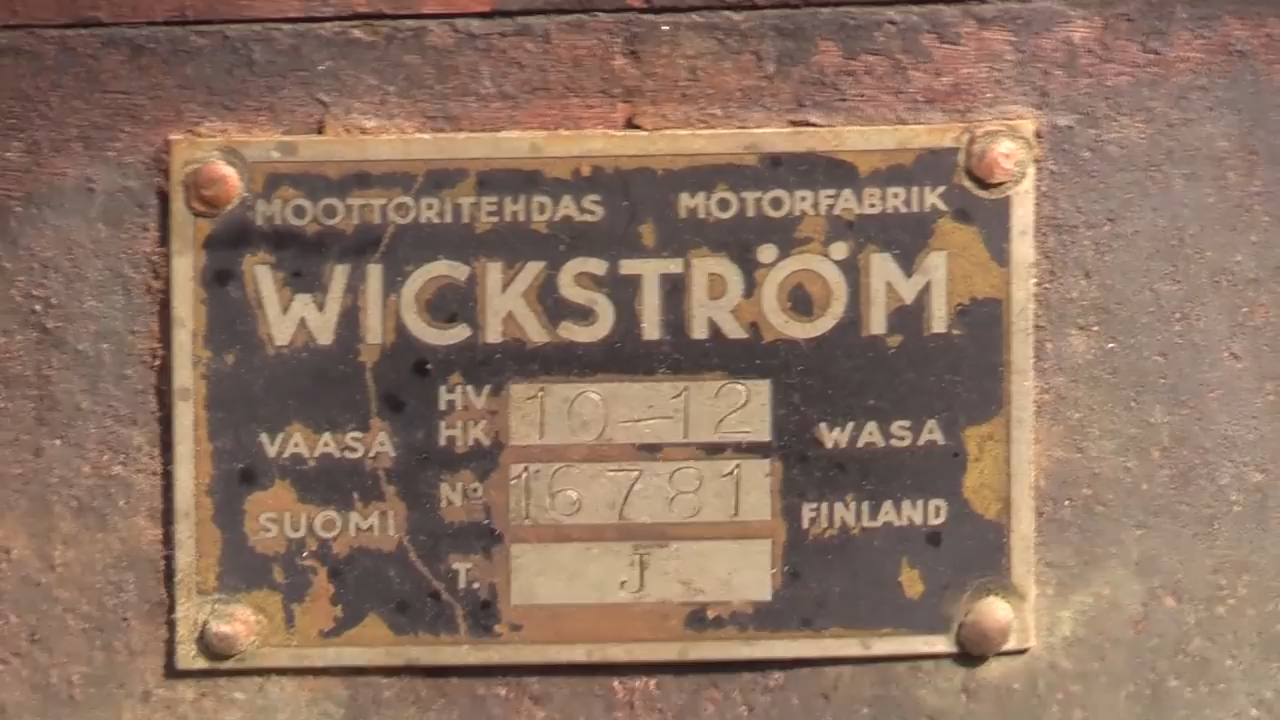 MOOTTORITEHDAS MOTORFABRIK
WICKSTRÖM
HV
HK 10-12
VAASA WASA
No 16781
SUOMI FINLAND
T. J